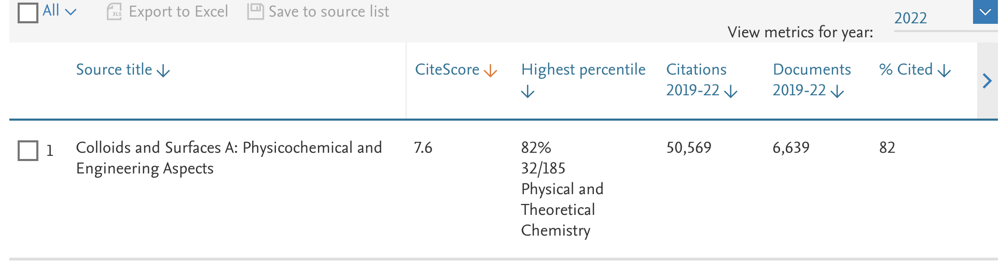 All
XLS
Export to Excel
Save to source list
View metrics for year:
2022
Source title
CiteScore
Highest percentile
Citations
2019-22
Documents
2019-22
% Cited
1
Colloids and Surfaces A: Physicochemical and
Engineering Aspects
7.6
82%
32/185
Physical and
Theoretical
Chemistry
50,569
6,639
82